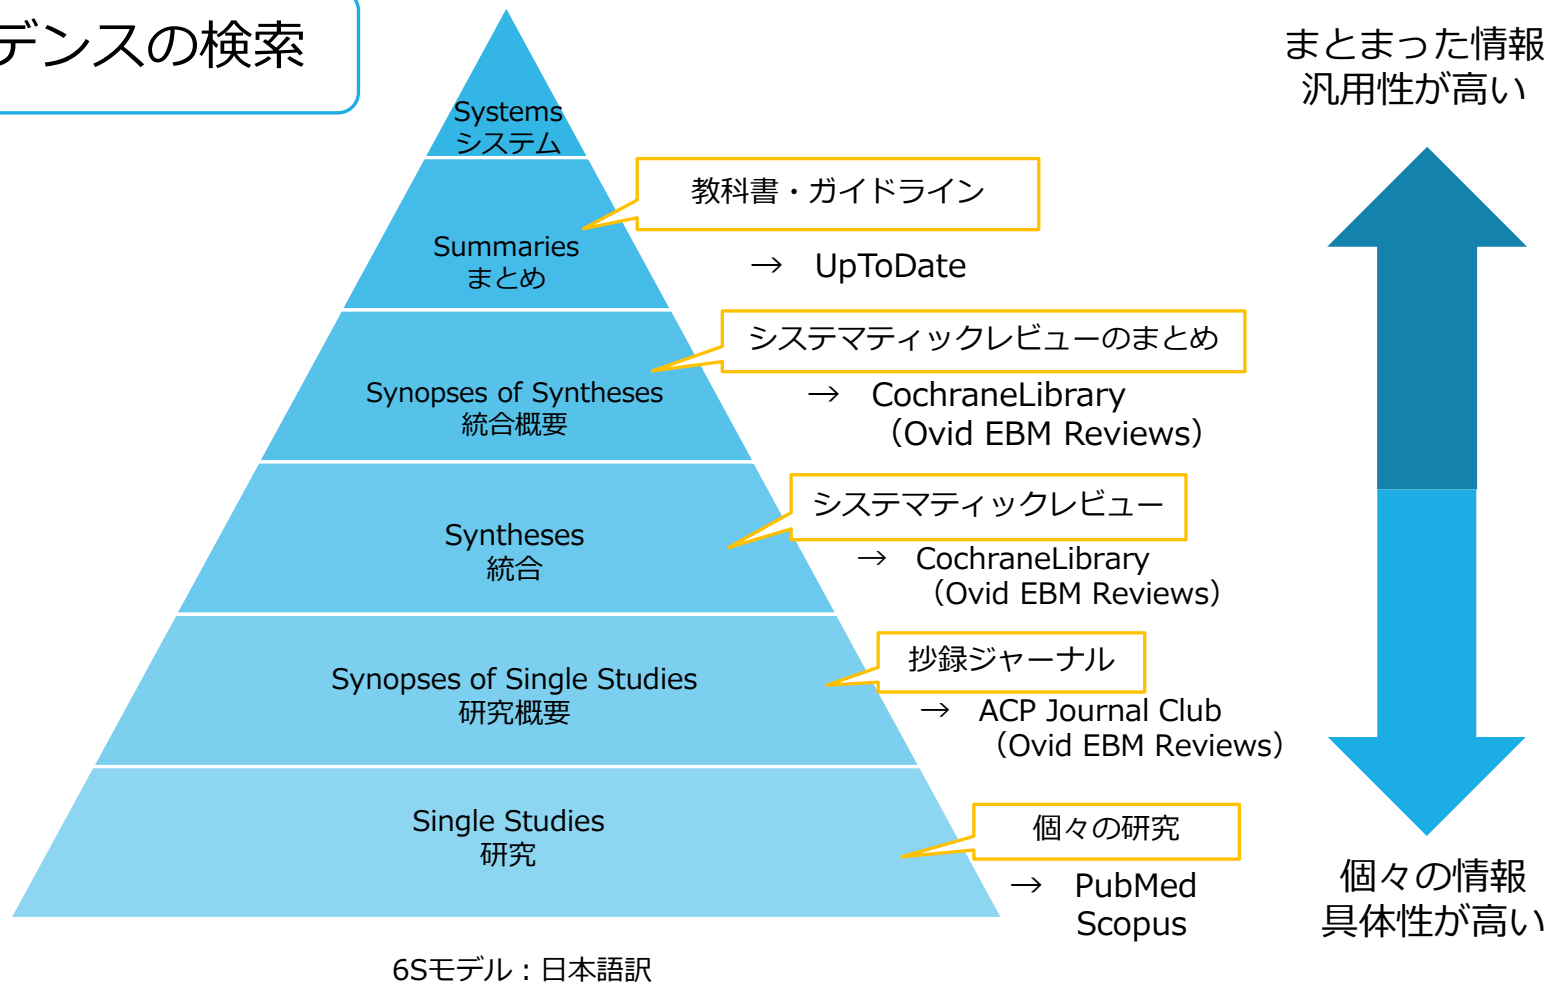 デンスの検索
まとまった情報
汎用性が高い
Systems
システム
教科書・ガイドライン
Summaries
まとめ
→ UpToDate
システマティックレビューのまとめ
Synopses of Syntheses
統合概要
→ CochraneLibrary
（Ovid EBM Reviews）
システマティックレビュー
Syntheses
統合
→ CochraneLibrary
（Ovid EBM Reviews）
抄録ジャーナル
Synopses of Single Studies
研究概要
→ ACP Journal Club
（Ovid EBM Reviews）
Single Studies
研究
個々の研究
→ PubMed
Scopus
個々の情報
具体性が高い
6Sモデル：日本語訳